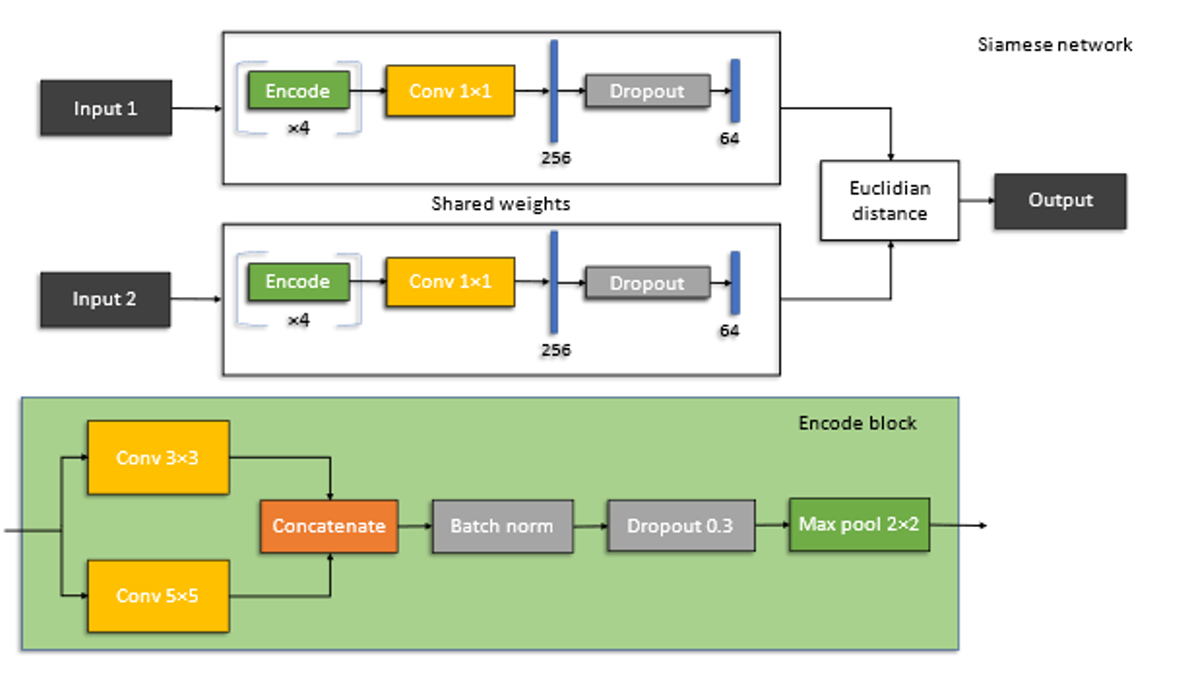 Siamese network
Input 1
Encode
×4
Conv 1×1
256
Dropout
64
Shared weights
Input 2
Encode
×4
Conv 1×1
256
Dropout
64
Euclidian
distance
Output
Encode block
Conv 3×3
Conv 5×5
Concatenate
Batch norm
Dropout 0.3
Max pool 2×2